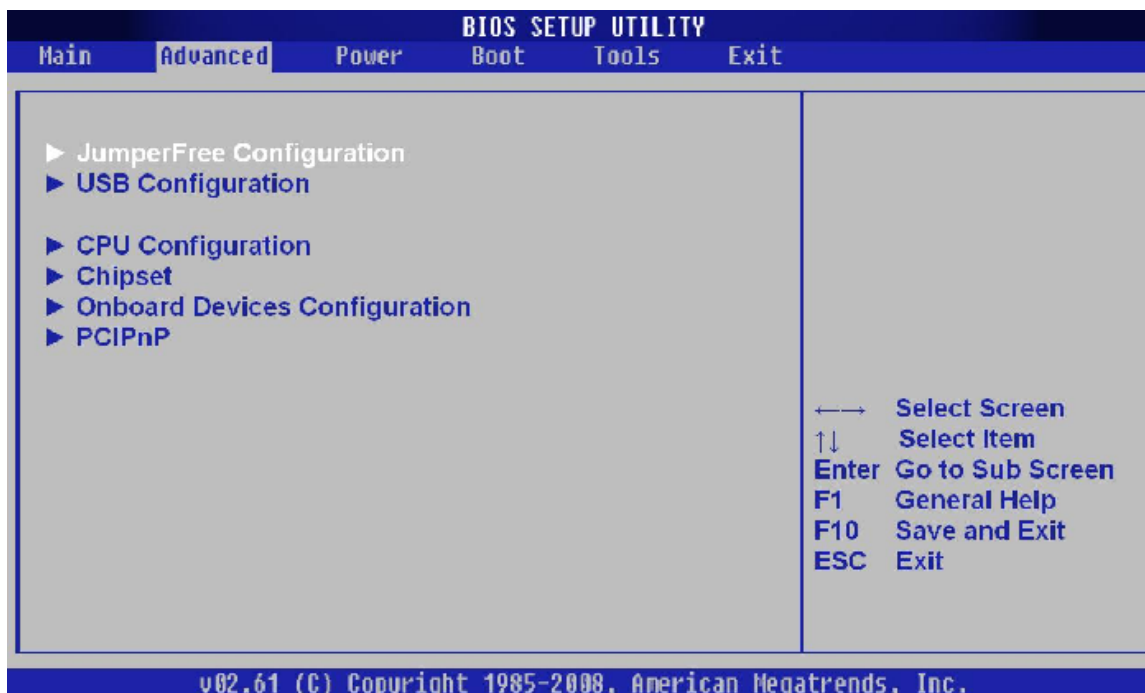 BIOS SETUP UTILITY
Main Advanced Power Boot Tools Exit
► JumperFree Configuration
► USB Configuration
► CPU Configuration
► Chipset
► Onboard Devices Configuration
► PCIPnP
←→ Select Screen
↑↓ Select Item
Enter Go to Sub Screen
F1 General Help
F10 Save and Exit
ESC Exit
v02.61 (C) Copyright 1985-2008, American Megatrends, Inc.